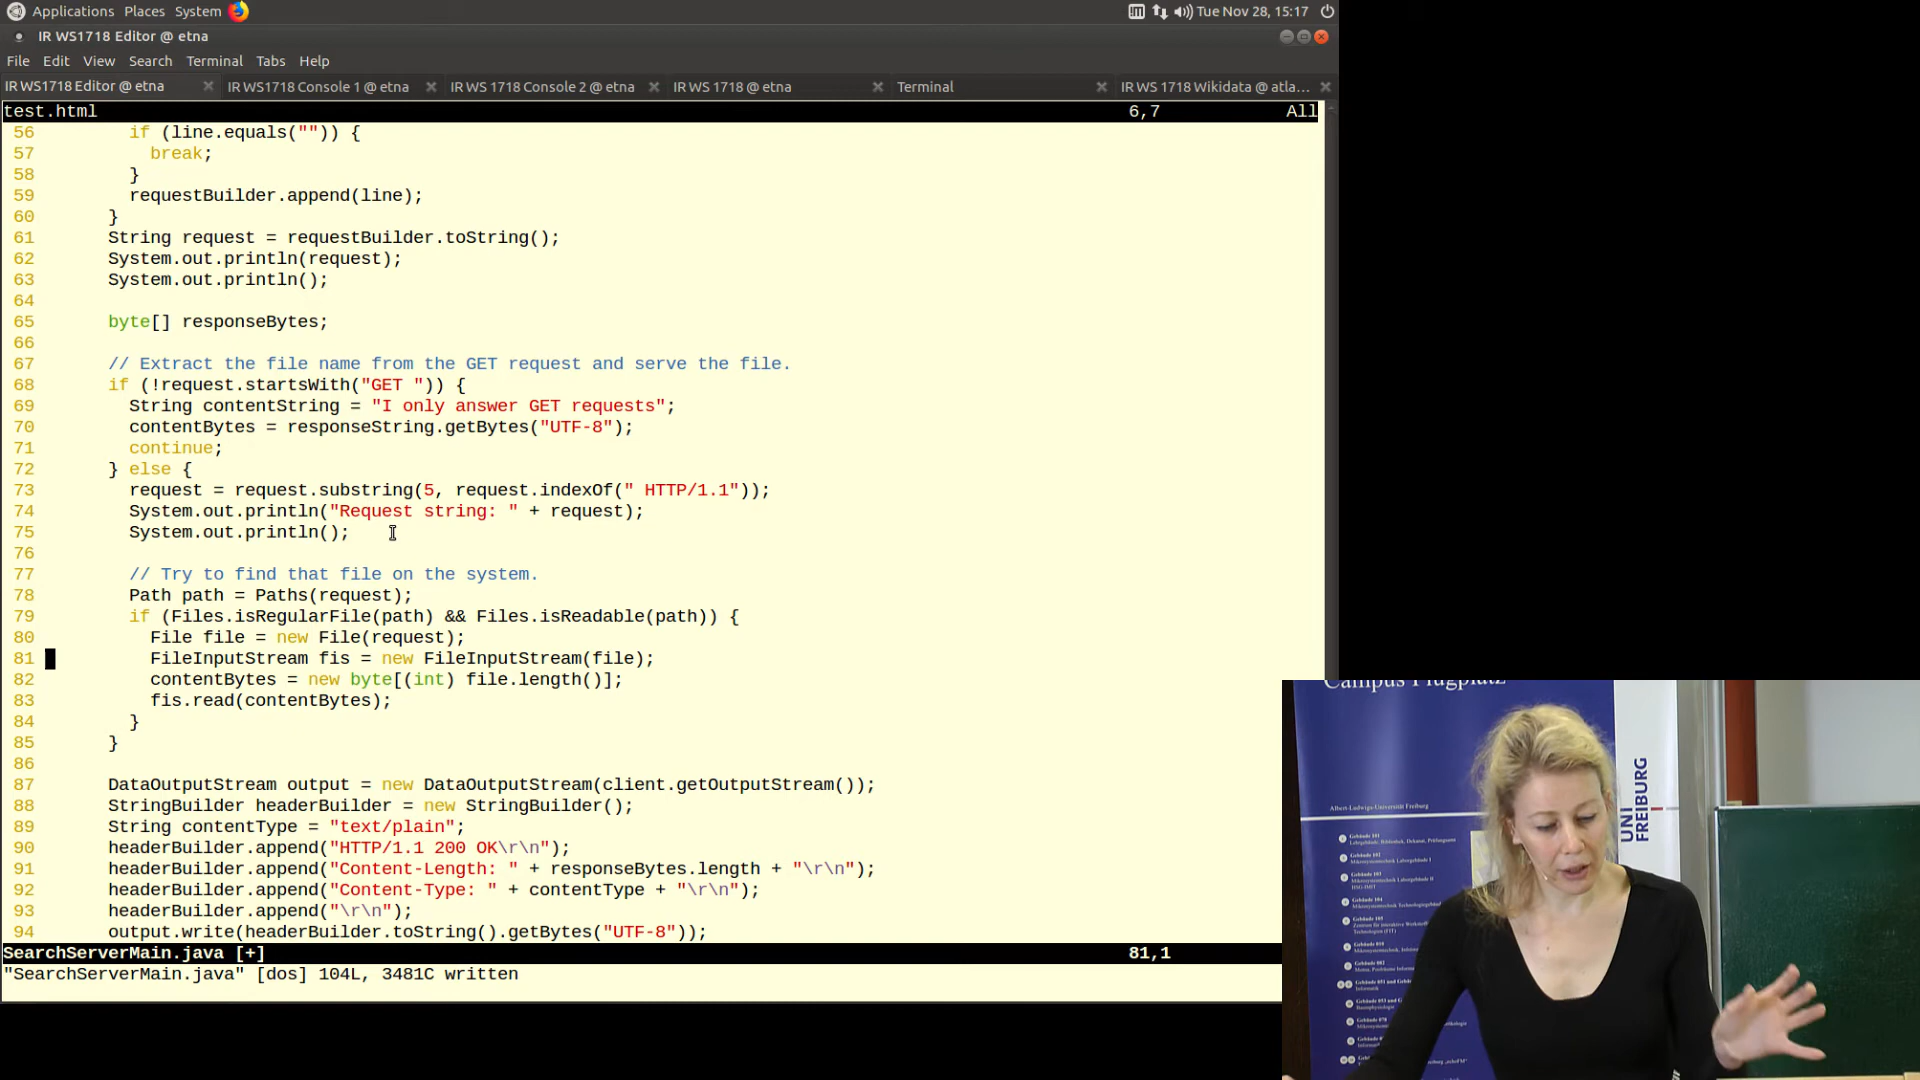 Applications Places System
Tue Nov 28, 15:17
IR WS1718 Editor @ etna
File Edit View Search Terminal Tabs Help
IR WS1718 Editor @ etna
IR WS1718 Console 1 @ etna
IR WS 1718 Console 2 @ etna
IR WS 1718 @ etna
Terminal
IR WS 1718 Wikidata @ atla...
test.html 6,7 All
56 if (line.equals("")) {
57 break;
58 }
59 requestBuilder.append(line);
60 }
61 String request = requestBuilder.toString();
62 System.out.println(request);
63 System.out.println();
64
65 byte[] responseBytes;
66
67 // Extract the file name from the GET request and serve the file.
68 if (!request.startsWith("GET ")) {
69 String contentString = "I only answer GET requests";
70 contentBytes = responseString.getBytes("UTF-8");
71 continue;
72 } else {
73 request = request.substring(5, request.indexOf(" HTTP/1.1"));
74 System.out.println("Request string: " + request);
75 System.out.println();
76
77 // Try to find that file on the system.
78 Path path = Paths(request);
79 if (Files.isRegularFile(path) && Files.isReadable(path)) {
80 File file = new File(request);
81 FileInputStream fis = new FileInputStream(file);
82 contentBytes = new byte[(int) file.length()];
83 fis.read(contentBytes);
84 }
85 }
86
87 DataOutputStream output = new DataOutputStream(client.getOutputStream());
88 StringBuilder headerBuilder = new StringBuilder();
89 String contentType = "text/plain";
90 headerBuilder.append("HTTP/1.1 200 OK\r\n");
91 headerBuilder.append("Content-Length: " + responseBytes.length + "\r\n");
92 headerBuilder.append("Content-Type: " + contentType + "\r\n");
93 headerBuilder.append("\r\n");
94 output.write(headerBuilder.toString().getBytes("UTF-8"));
SearchServerMain.java [+] 81,1
"SearchServerMain.java" [dos] 104L, 3481C written
Campus Flugplatz
Albert-Ludwigs-Universität Freiburg
UNI
FREIBURG